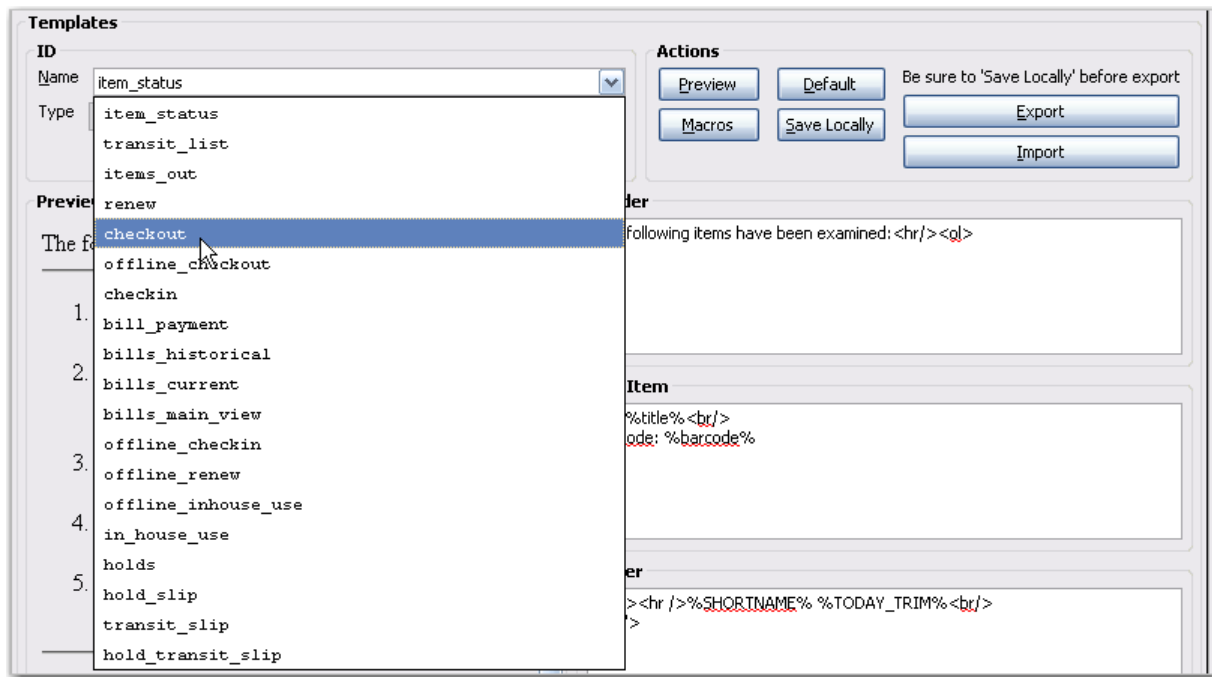 Templates
ID
Name item_status
Type
item_status
transit_list
items_out
renew
checkout
offline_checkout
checkin
bill_payment
bills_historical
bills_current
bills_main_view
offline_checkin
offline_renew
offline_inhouse_use
in_house_use
holds
hold_slip
transit_slip
hold_transit_slip
Actions
Preview Default
Macros Save Locally
Be sure to 'Save Locally' before export
Export
Import
The
1.
2.
3.
4.
5.
following items have been examined:<hr/><ol>
Item
%title%<br/>
ode: %barcode%
er
><hr />%SHORTNAME% %TODAY_TRIM%<br/>
>